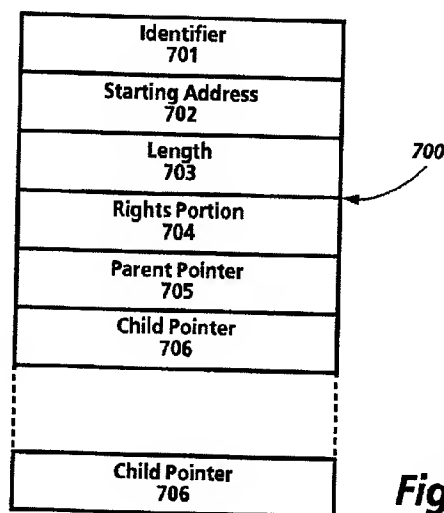 Identifier
701
Starting Address
702
Length
703
700
Rights Portion
704
Parent Pointer
705
Child Pointer
706
Child Pointer
706
Fig